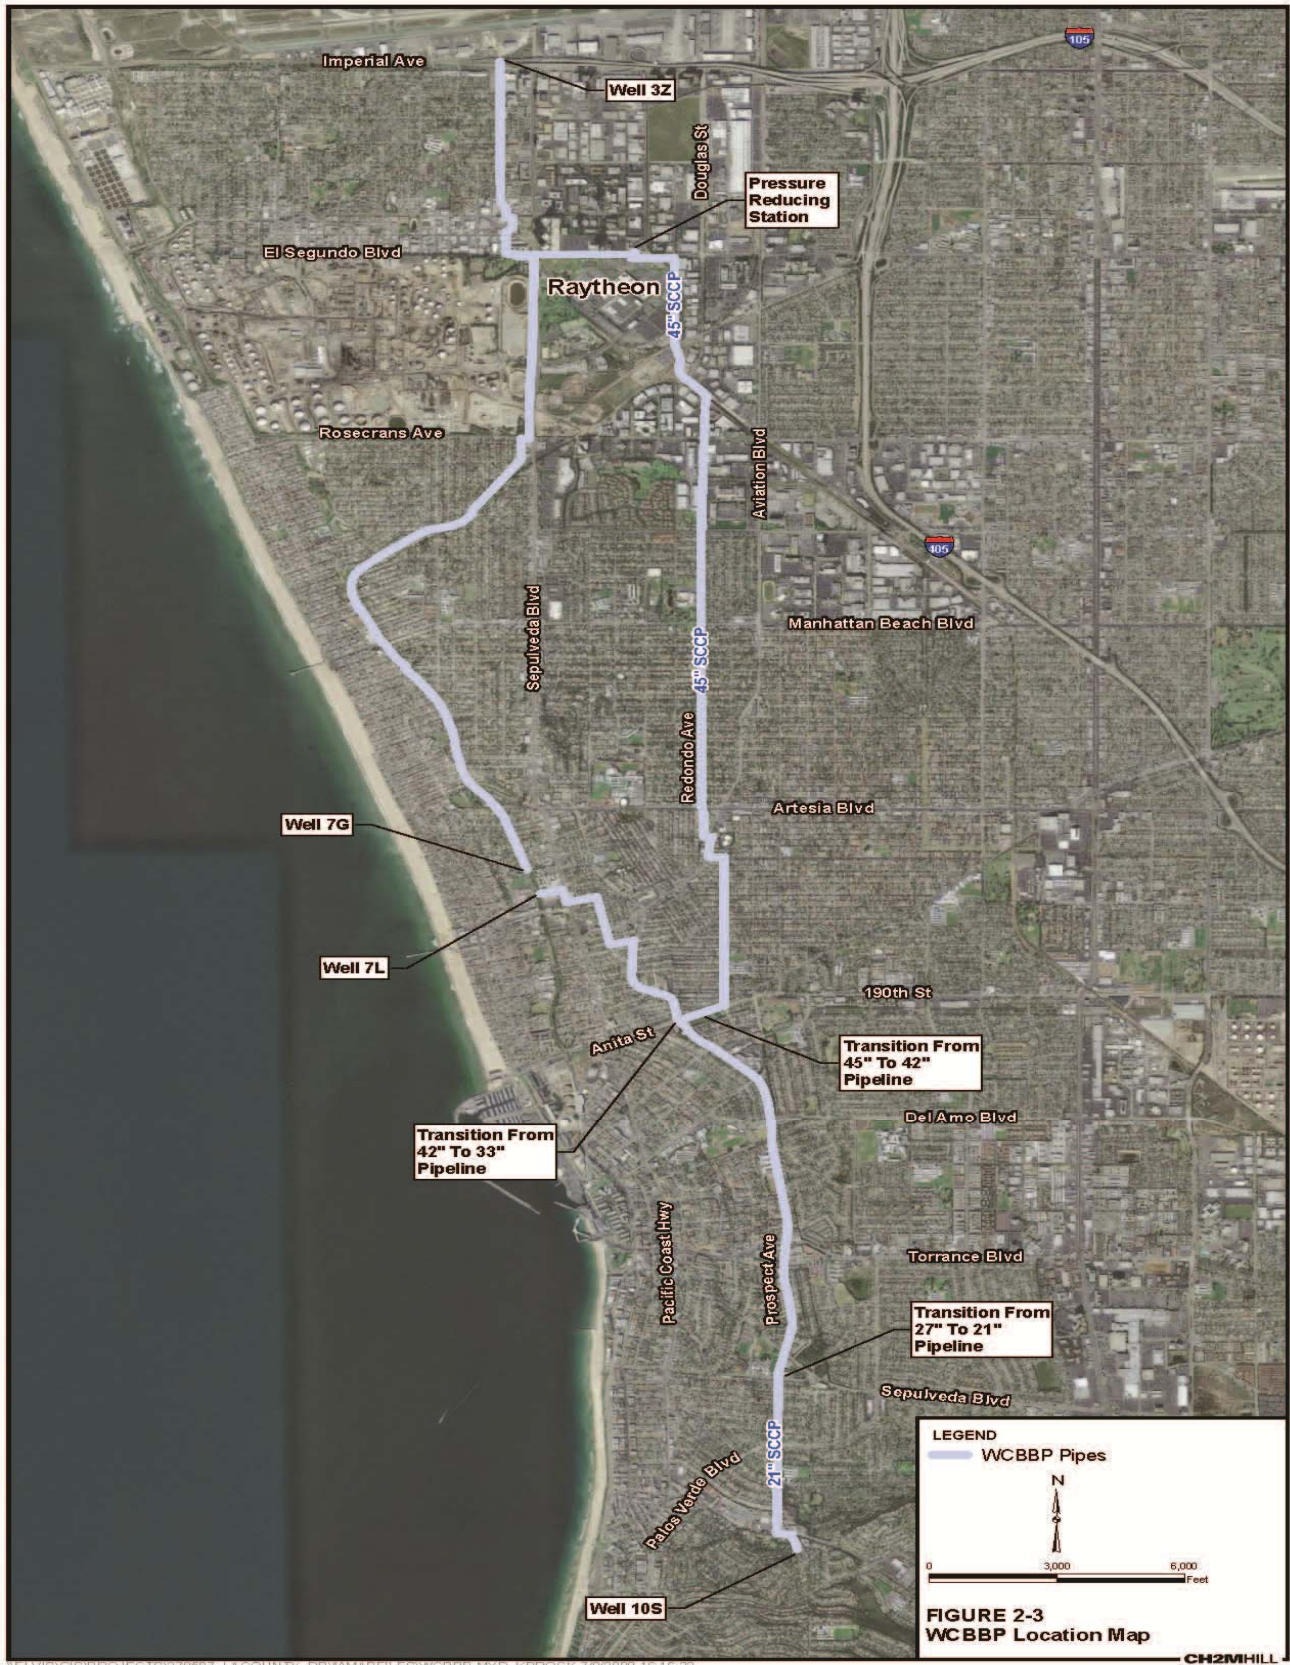 105
Imperial Ave
Well 3Z
Douglas St
Pressure
Reducing
Station
El Segundo Blvd
Raytheon
45" SCCP
Rosecrans Ave
Aviation Blvd
405
Sepulveda Blvd
Manhattan Beach Blvd
45" SCCP
Redondo Ave
Artesia Blvd
Well 7G
Well 7L
190th St
Anita St
Transition From
45" To 42"
Pipeline
Del Amo Blvd
Transition From
42" To 33"
Pipeline
Pacific Coast Hwy
Prospect Ave
Torrance Blvd
Transition From
27" To 21"
Pipeline
Sepulveda Blvd
21" SCCP
Palos Verde Blvd
Well 10S
LEGEND
WCBBP Pipes
N
0 3,000 6,000
Feet
FIGURE 2-3
WCBBP Location Map
CH2MHILL